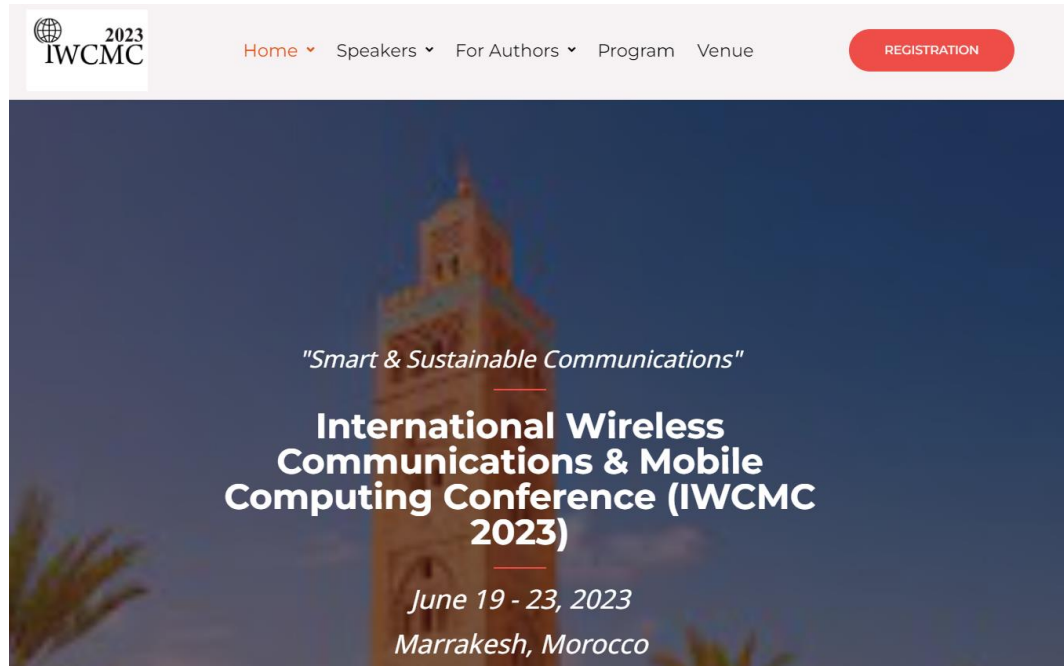 2023
IWCMC
Home Speakers For Authors Program Venue
REGISTRATION
"Smart & Sustainable Communications"
International Wireless
Communications & Mobile
Computing Conference (IWCMC
2023)
June 19 - 23, 2023
Marrakesh, Morocco